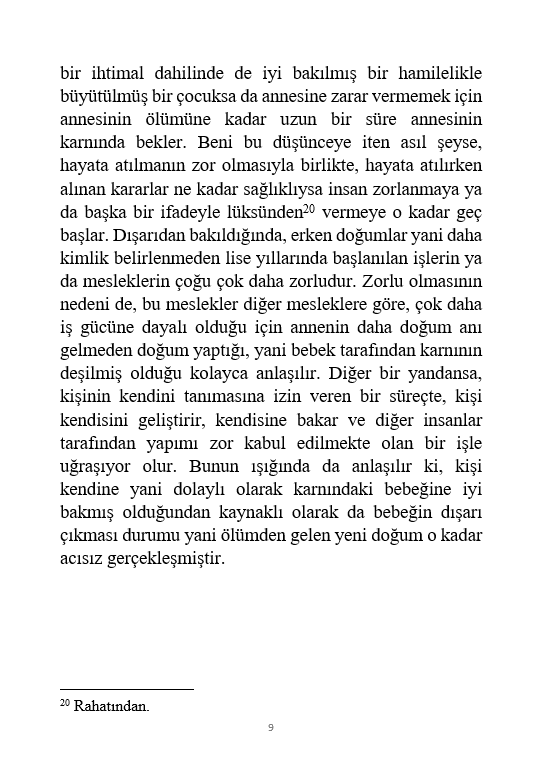 bir ihtimal dahilinde de iyi bakılmış bir hamilelikle
büyütülmüş bir çocuksa da annesine zarar vermemek için
annesinin ölümüne kadar uzun bir süre annesinin
karnında bekler. Beni bu düşünceye iten asıl şeyse,
hayata atılmanın zor olmasıyla birlikte, hayata atılırken
alınan kararlar ne kadar sağlıklıysa insan zorlanmaya ya
da başka bir ifadeyle lüksünden²⁰ vermeye o kadar geç
başlar. Dışarıdan bakıldığında, erken doğumlar yani daha
kimlik belirlenmeden lise yıllarında başlanılan işlerin ya
da mesleklerin çoğu çok daha zorludur. Zorlu olmasının
nedeni de, bu meslekler diğer mesleklere göre, çok daha
iş gücüne dayalı olduğu için annenin daha doğum anı
gelmeden doğum yaptığı, yani bebek tarafından karnının
deşilmiş olduğu kolayca anlaşılır. Diğer bir yandansa,
kişinin kendini tanımasına izin veren bir süreçte, kişi
kendisini geliştirir, kendisine bakar ve diğer insanlar
tarafından yapımı zor kabul edilmekte olan bir işle
uğraşıyor olur. Bunun ışığında da anlaşılır ki, kişi
kendine yani dolaylı olarak karnındaki bebeğine iyi
bakmış olduğundan kaynaklı olarak da bebeğin dışarı
çıkması durumu yani ölümden gelen yeni doğum o kadar
acısız gerçekleşmiştir.
²⁰ Rahatından.
9